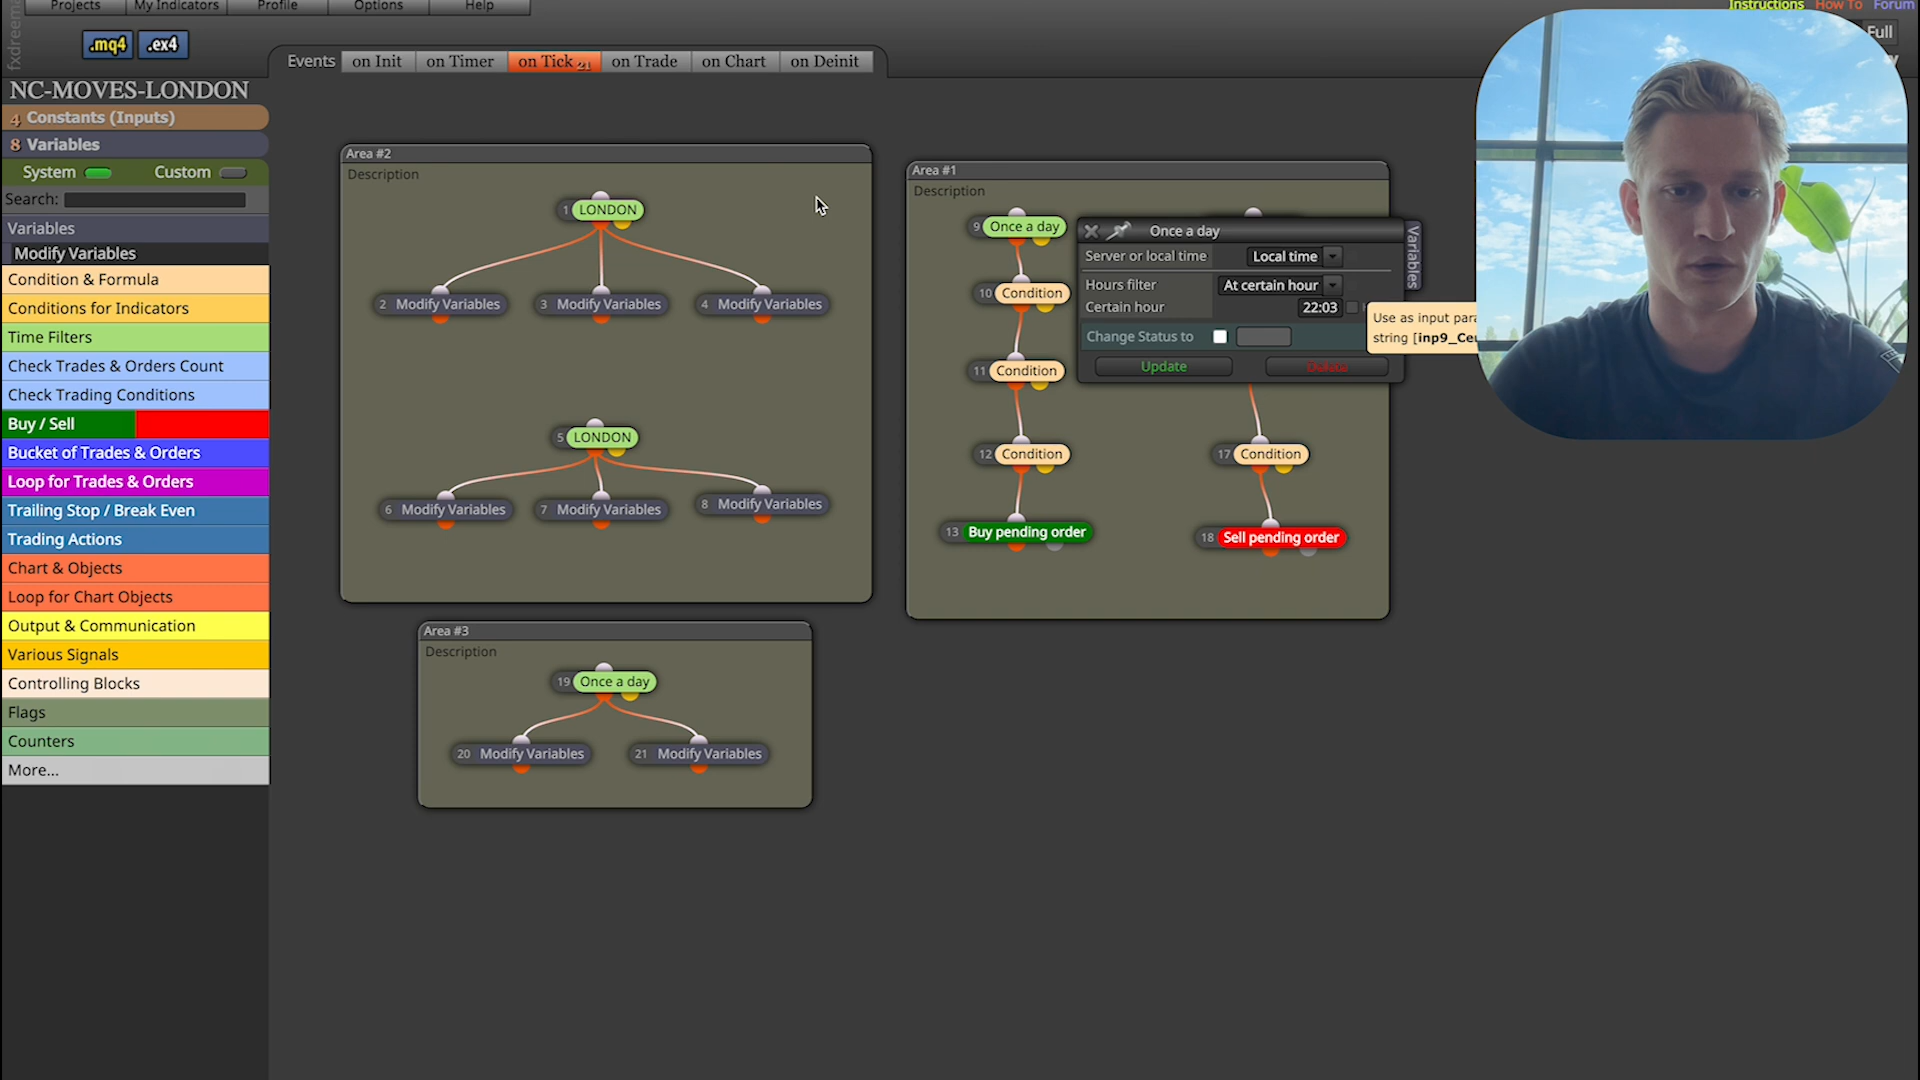 Projects
My Indicators
Profile
Options
Help
Instructions
How To
Forum
.mq4
.ex4
Full
Events
on Init
on Timer
on Tick 21
on Trade
on Chart
on Deinit
NC-MOVES-LONDON
4 Constants (Inputs)
8 Variables
System
Custom
Search:
Variables
Modify Variables
Condition & Formula
Conditions for Indicators
Time Filters
Check Trades & Orders Count
Check Trading Conditions
Buy / Sell
Bucket of Trades & Orders
Loop for Trades & Orders
Trailing Stop / Break Even
Trading Actions
Chart & Objects
Loop for Chart Objects
Output & Communication
Various Signals
Controlling Blocks
Flags
Counters
More...
Area #2
Description
1 LONDON
2 Modify Variables
3 Modify Variables
4 Modify Variables
5 LONDON
6 Modify Variables
7 Modify Variables
8 Modify Variables
Area #3
Description
19 Once a day
20 Modify Variables
21 Modify Variables
Area #1
Description
9 Once a day
10 Condition
11 Condition
12 Condition
13 Buy pending order
17 Condition
18 Sell pending order
Once a day
Server or local time
Local time
Hours filter
At certain hour
Certain hour
22:03
Change Status to
Update
Delete
Variables
Use as input para
string [inp9_Ce